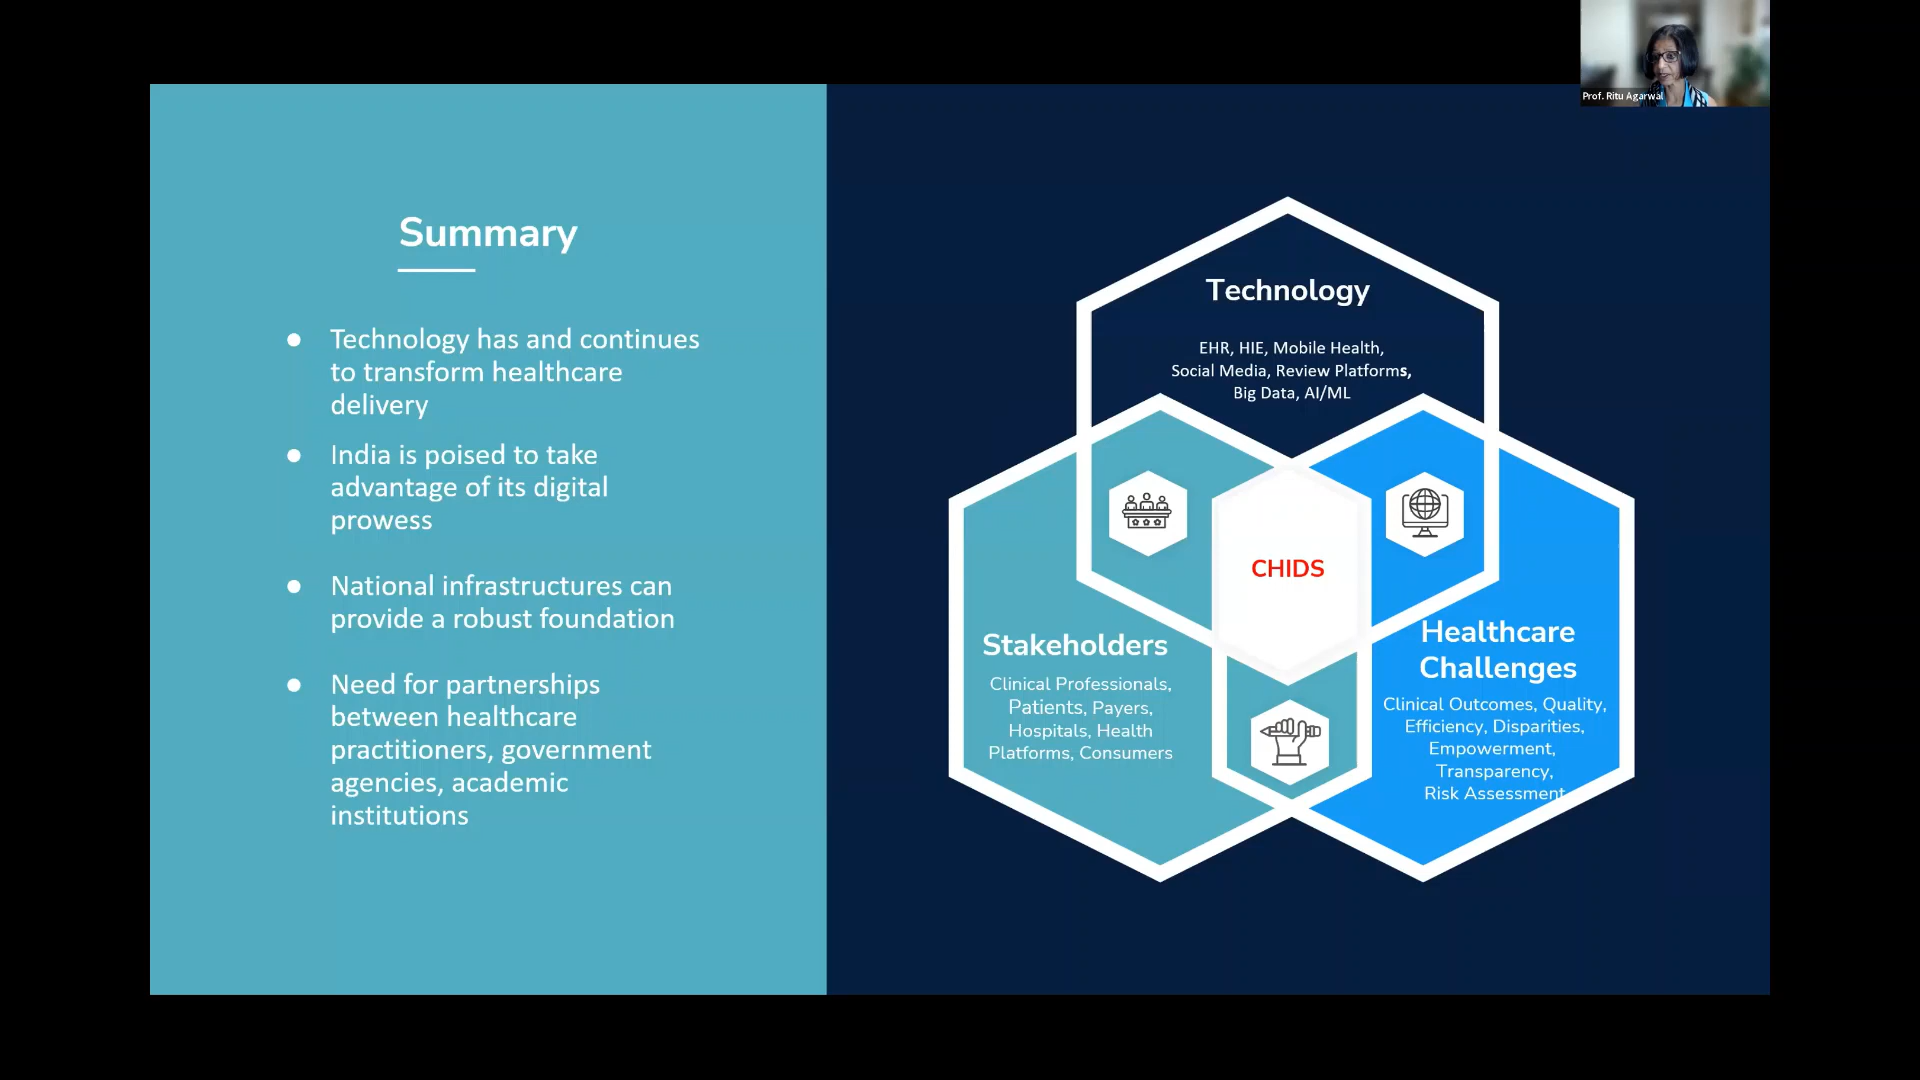 Prof. Ritu Agarwal
Summary
Technology has and continues
to transform healthcare
delivery
India is poised to take
advantage of its digital
prowess
National infrastructures can
provide a robust foundation
Need for partnerships
between healthcare
practitioners, government
agencies, academic
institutions
Technology
EHR, HIE, Mobile Health,
Social Media, Review Platforms,
Big Data, AI/ML
CHIDS
Stakeholders
Clinical Professionals,
Patients, Payers,
Hospitals, Health
Platforms, Consumers
Healthcare
Challenges
Clinical Outcomes, Quality,
Efficiency, Disparities,
Empowerment,
Transparency,
Risk Assessment